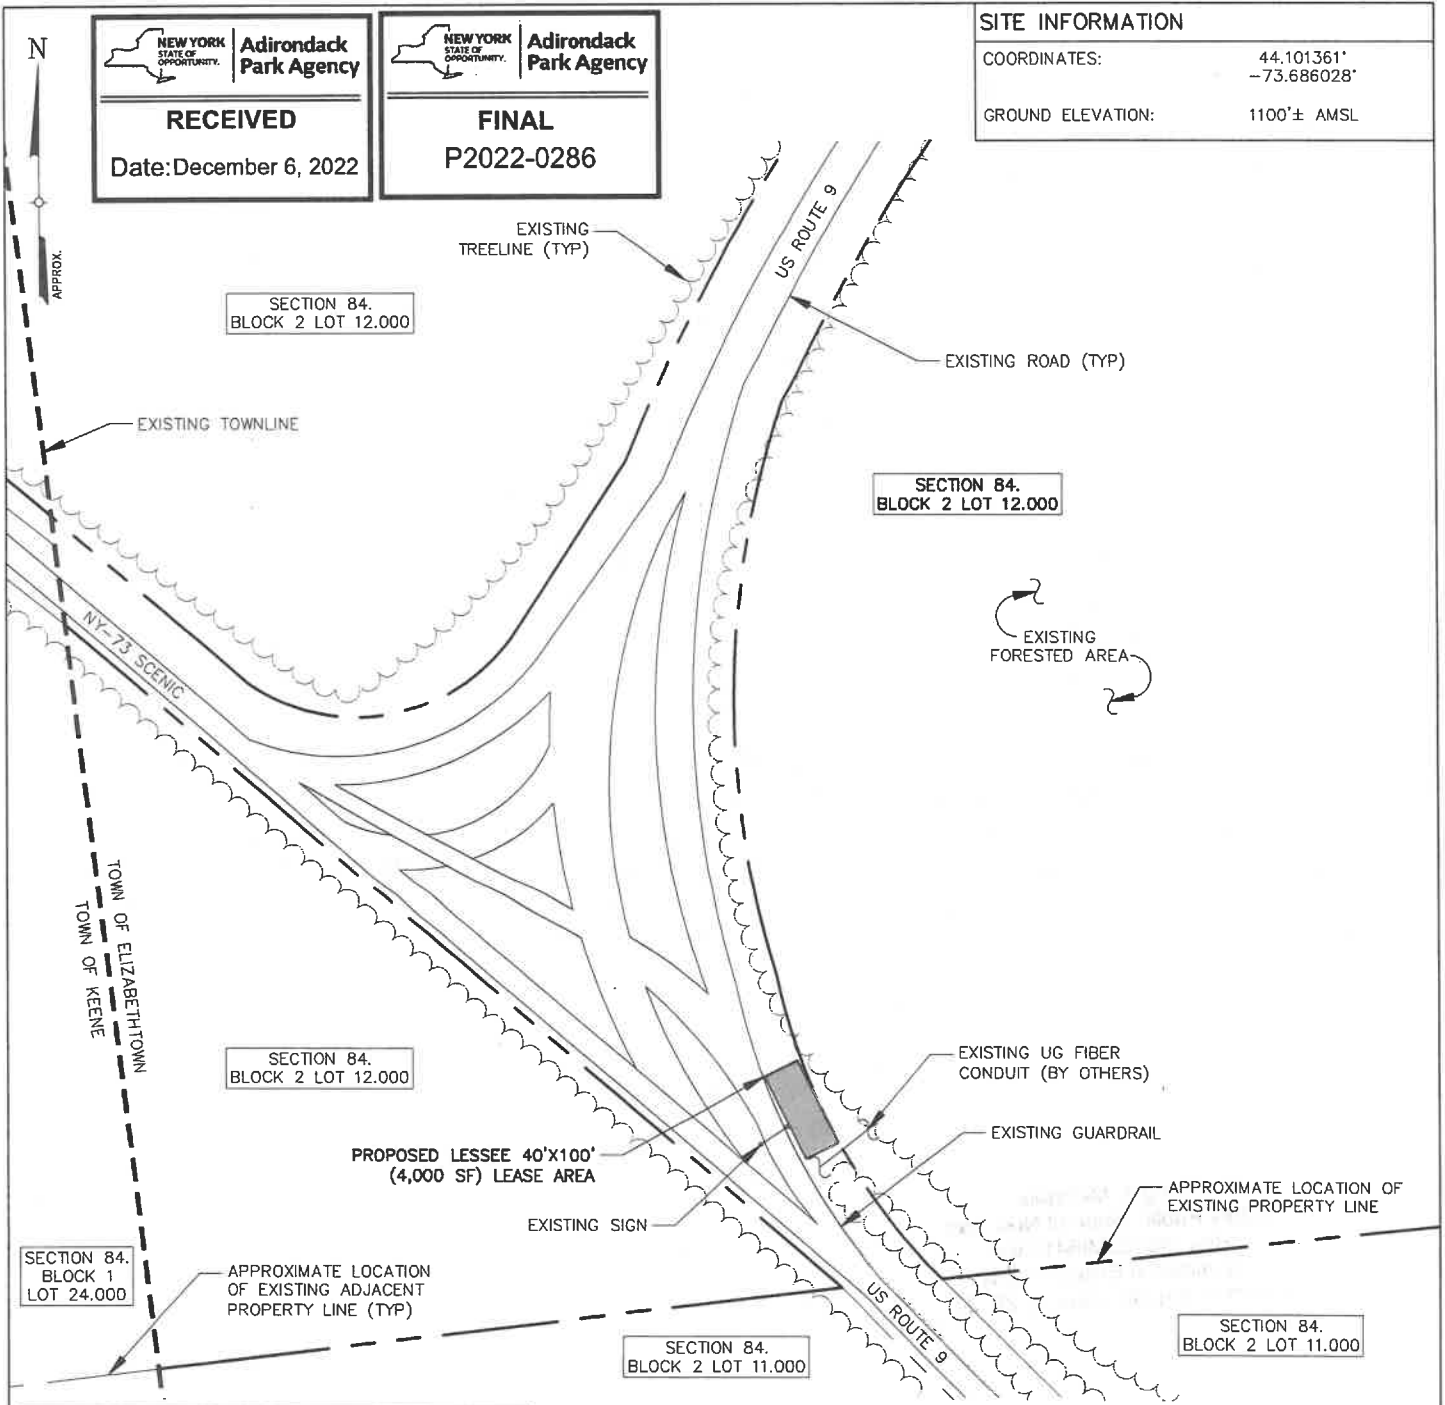 N
APPROX.
NEW YORK
STATE OF
OPPORTUNITY.
Adirondack
Park Agency
RECEIVED
Date: December 6, 2022
NEW YORK
STATE OF
OPPORTUNITY.
Adirondack
Park Agency
FINAL
P2022-0286
SITE INFORMATION
COORDINATES: 44.101361°
-73.686028°
GROUND ELEVATION: 1100'± AMSL
EXISTING
TREELINE (TYP)
US ROUTE 9
SECTION 84.
BLOCK 2 LOT 12.000
EXISTING ROAD (TYP)
EXISTING TOWNLINE
SECTION 84.
BLOCK 2 LOT 12.000
EXISTING
FORESTED AREA
NY-73 SCENIC
TOWN OF ELIZABETHTOWN
TOWN OF KEENE
SECTION 84.
BLOCK 2 LOT 12.000
EXISTING UG FIBER
CONDUIT (BY OTHERS)
EXISTING GUARDRAIL
PROPOSED LESSEE 40'X100'
(4,000 SF) LEASE AREA
APPROXIMATE LOCATION OF
EXISTING PROPERTY LINE
EXISTING SIGN
SECTION 84.
BLOCK 1
LOT 24.000
APPROXIMATE LOCATION
OF EXISTING ADJACENT
PROPERTY LINE (TYP)
US ROUTE 9
SECTION 84.
BLOCK 2 LOT 11.000
SECTION 84.
BLOCK 2 LOT 11.000